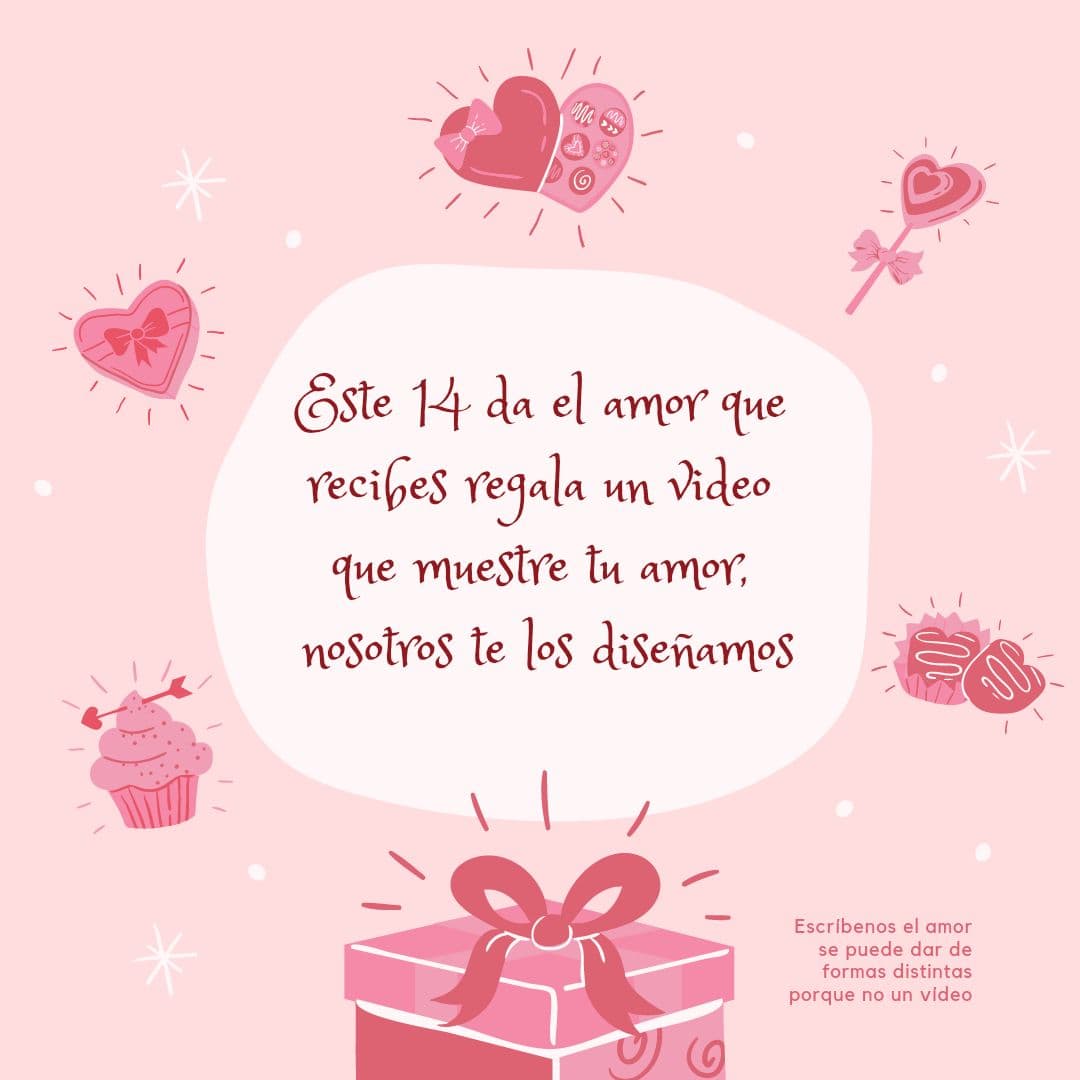 Este 14 da el amor que
recibes regala un video
que muestre tu amor,
nosotros te los diseñamos
Escríbenos el amor
se puede dar de
formas distintas
porque no un vídeo